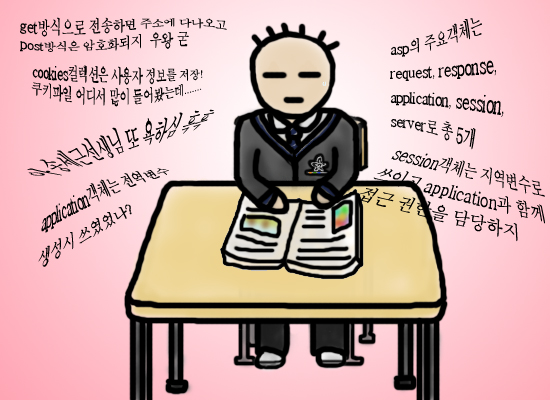 get방식으로 전송하면 주소에 다나오고
post방식은 암호화되지 우왕 굳
cookies컬렉션은 사용자 정보를 저장!
쿠키파일 어디서 많이 들어봤는데.......
선생님 또 욕하심 ㅎㅎ
application객체는 전역변수
생성시 쓰였었나?
asp의 주요객체는
request, response,
application, session,
server로 총 5개
session객체는 지역변수로
쓰이고 application과 함께
접근 권한을 담당하지